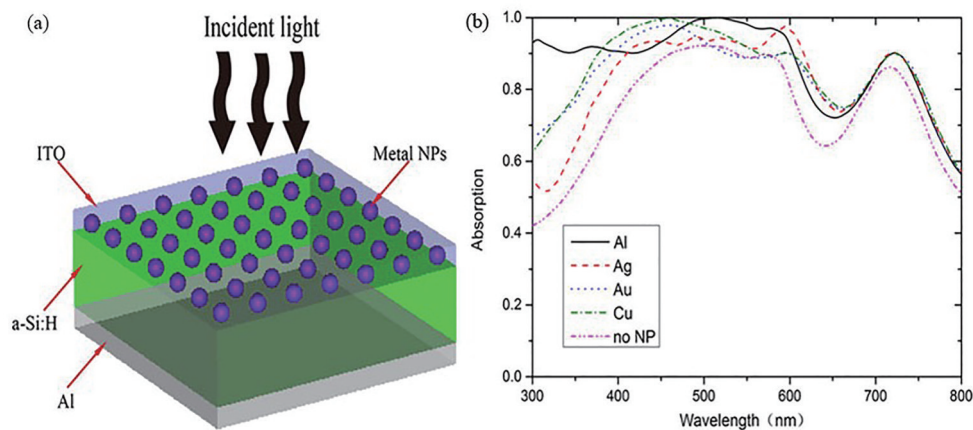 (a)
Incident light
ITO
Metal NPs
a-Si:H
Al
(b)
1.0
0.8
0.6
0.4
0.2
0.0
Absorption
Al
Ag
Au
Cu
no NP
300 400 500 600 700 800
Wavelength（nm）